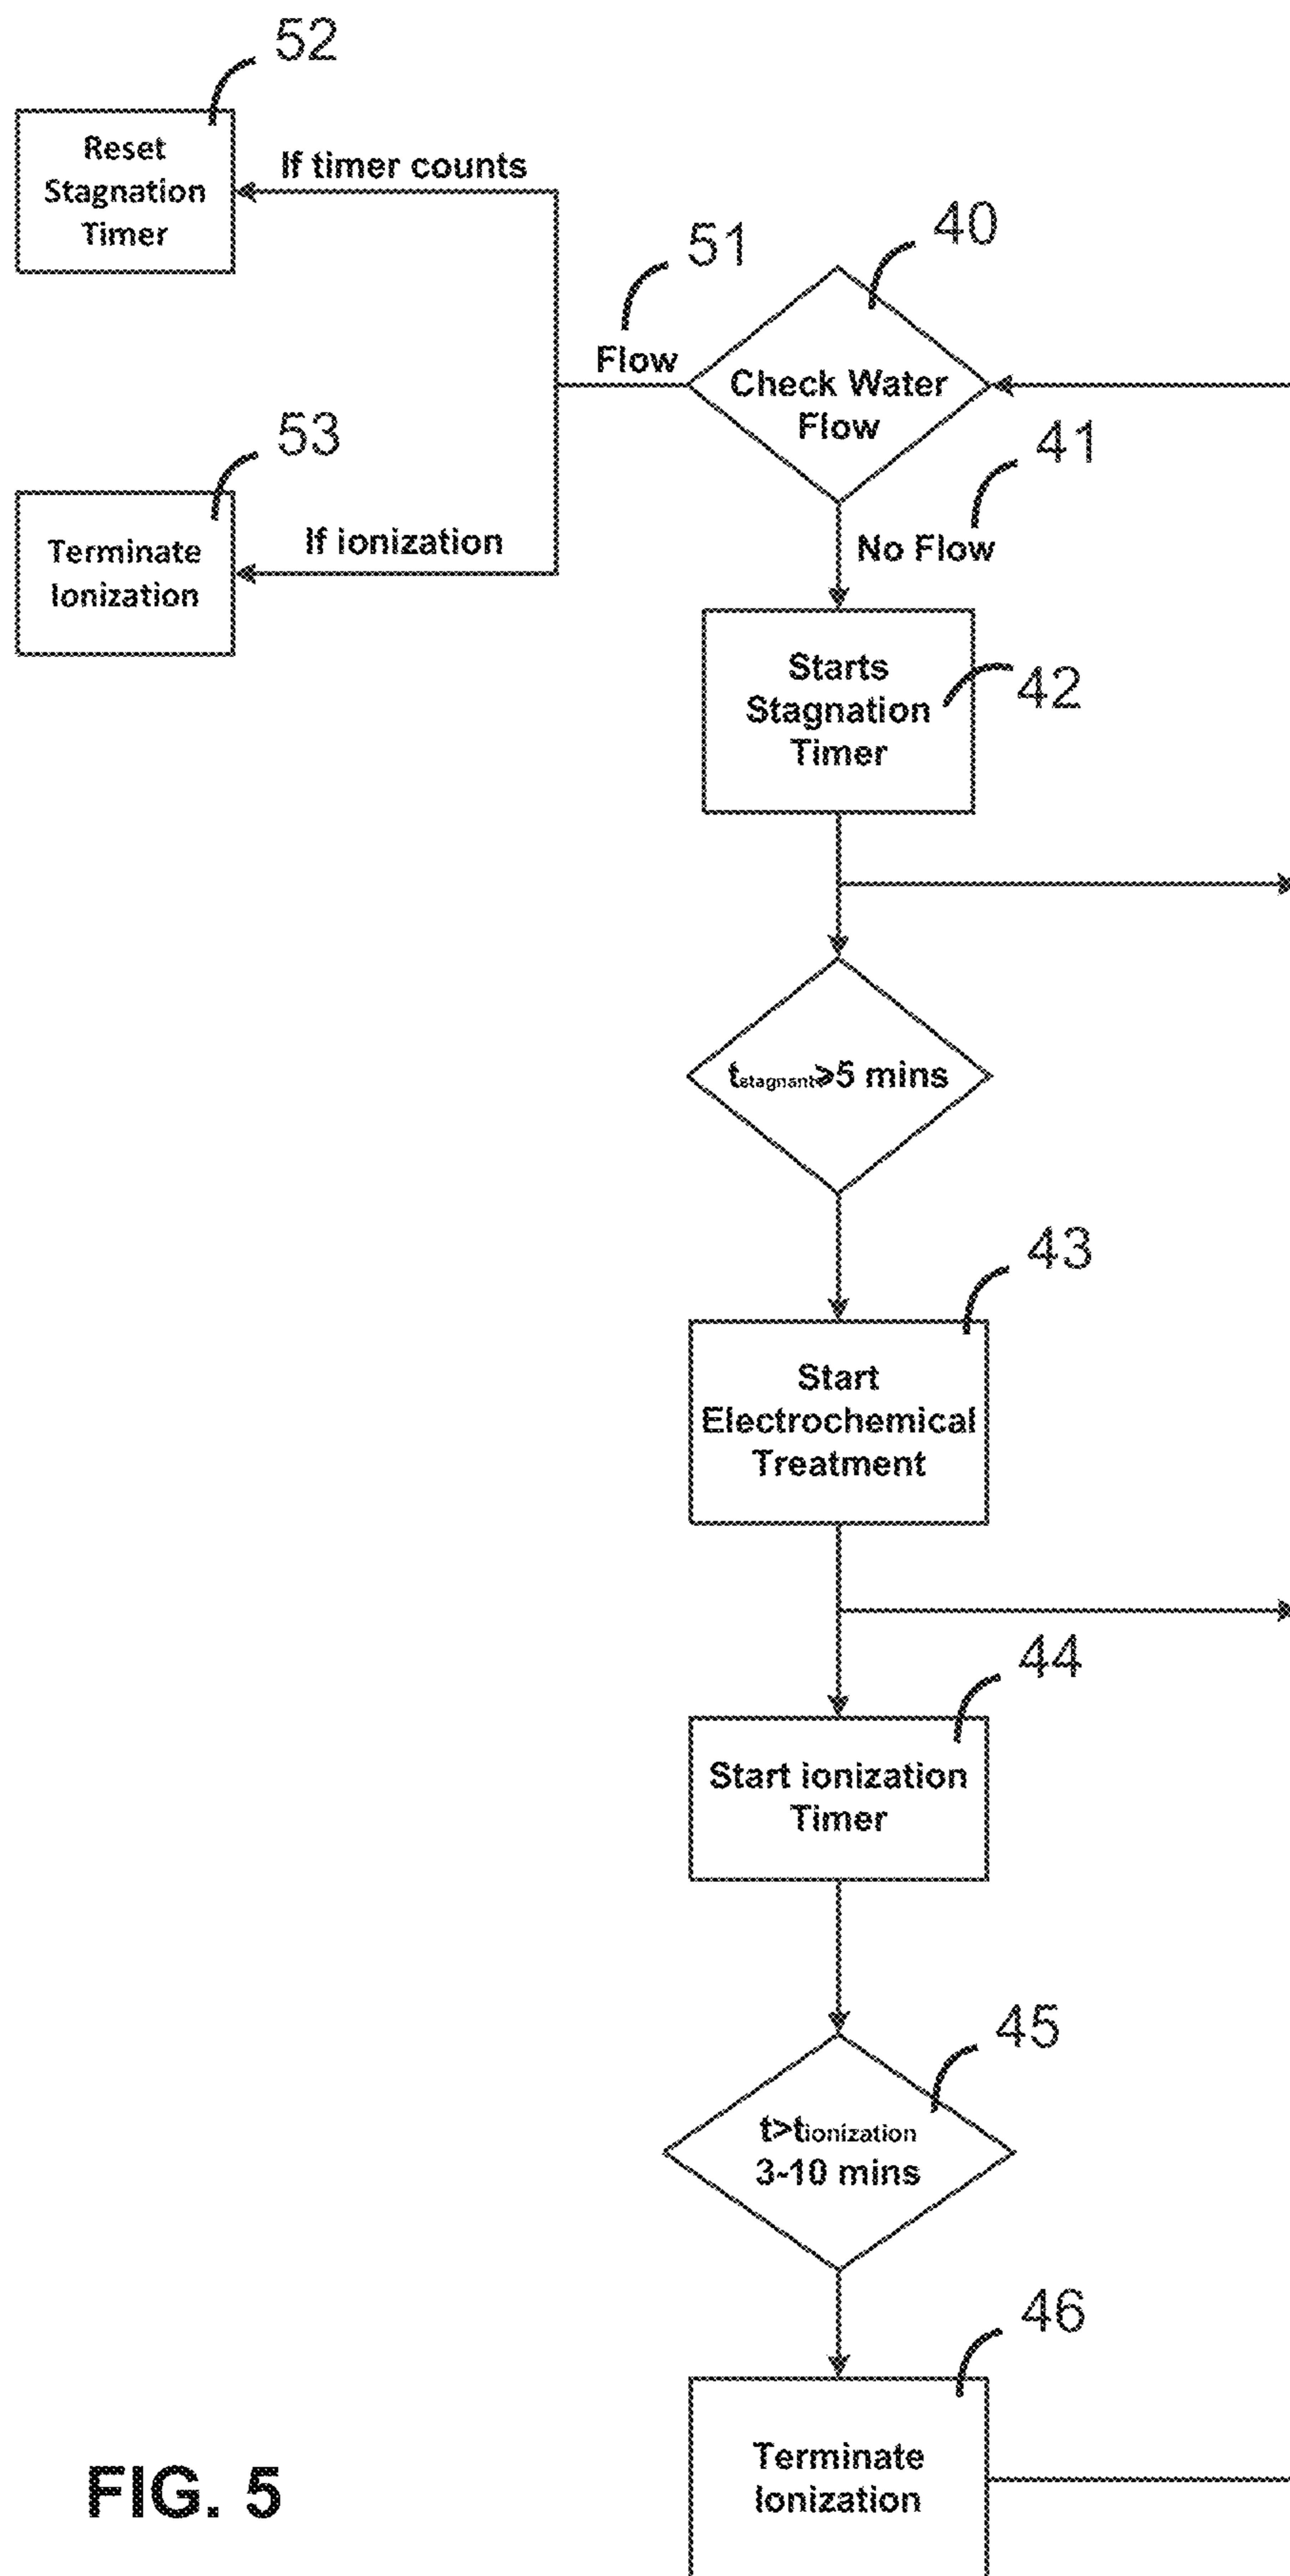 52
Reset
Stagnation
Timer
If timer counts
51
Flow
40
Check Water
Flow
53
Terminate
Ionization
If ionization
41
No Flow
Starts
Stagnation
Timer
42
tstagnant>5 mins
43
Start
Electrochemical
Treatment
44
Start ionization
Timer
45
t>tionization
3-10 mins
46
Terminate
Ionization
FIG. 5